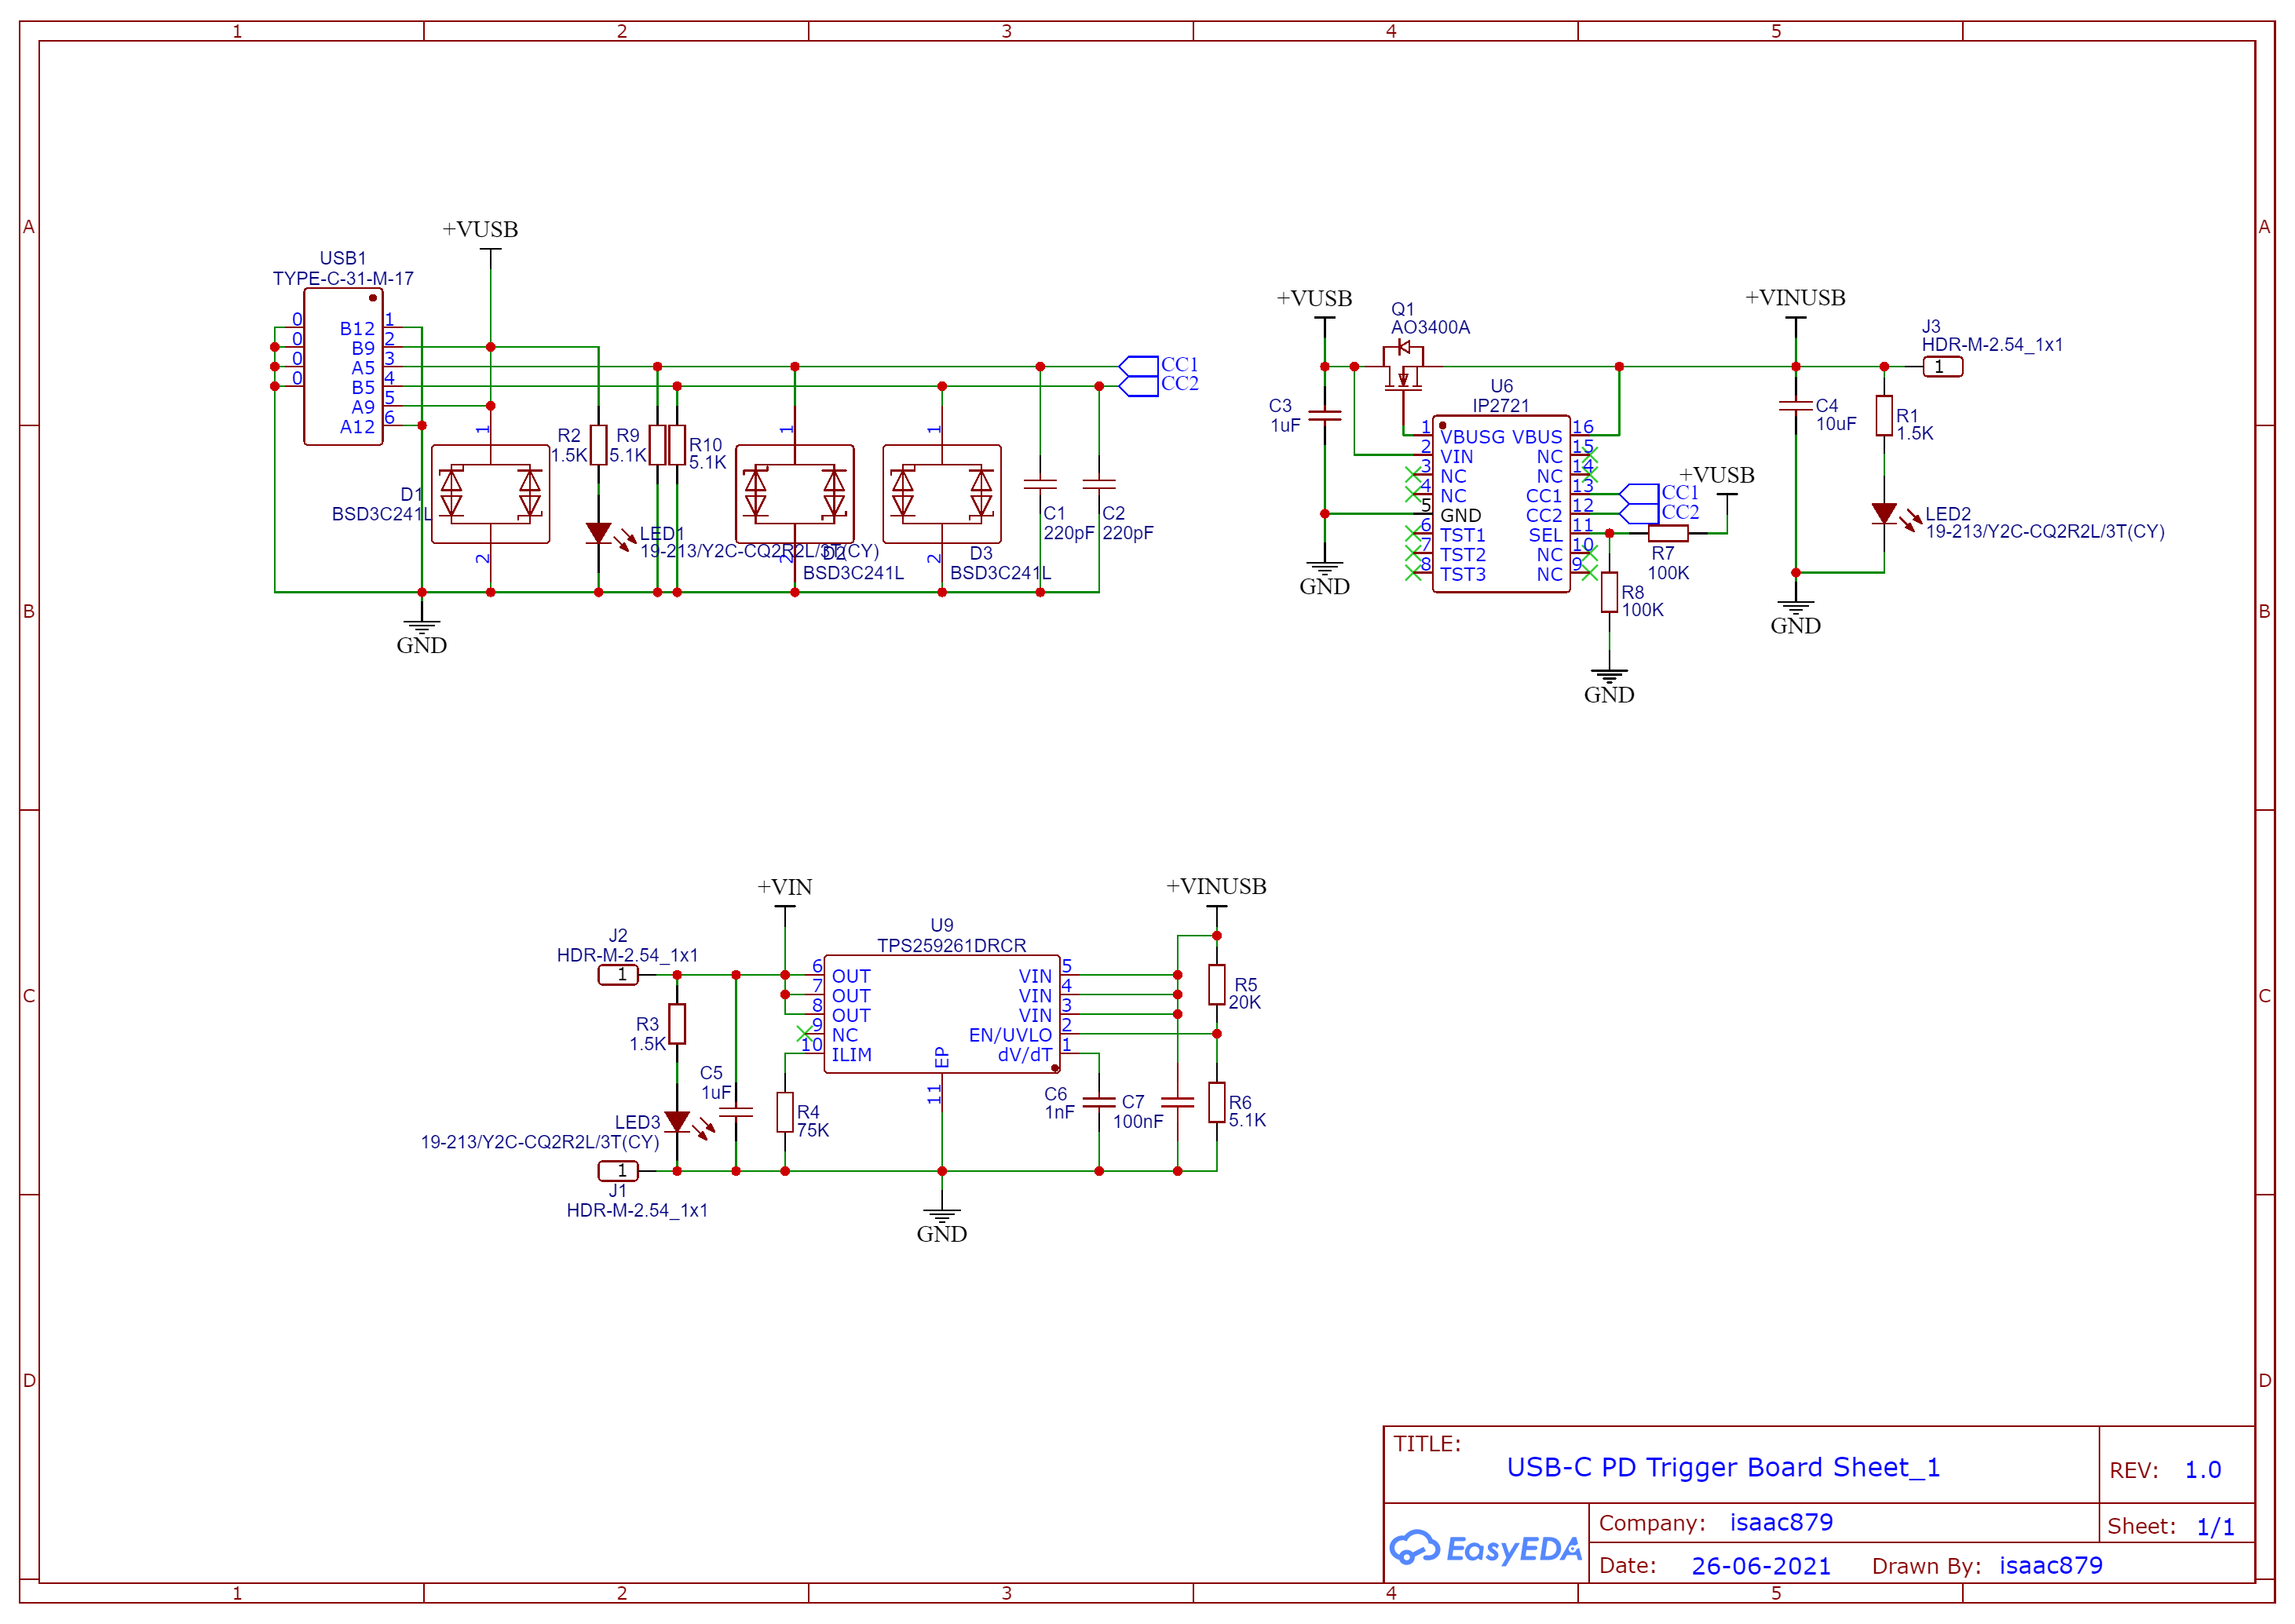 1 2 3 4 5
A A
B B
C C
D D
+VUSB
USB1
TYPE-C-31-M-17
0 B12 1
0 B9 2
0 A5 3
0 B5 4
A9 5
A12 6
CC1
CC2
1
2
D1
BSD3C241L
R2
1.5K
R9
5.1K
R10
5.1K
LED1
19-213/Y2C-CQ2R2L/3T(CY)
1
2
D2
BSD3C241L
1
2
D3
BSD3C241L
C1
220pF
C2
220pF
GND
+VUSB
Q1
AO3400A
C3
1uF
GND
U6
IP2721
1 VBUSG VBUS 16
2 VIN NC 15
3 NC NC 14
4 NC CC1 13
5 GND CC2 12
6 TST1 SEL 11
7 TST2 NC 10
8 TST3 NC 9
CC1
CC2
+VUSB
R7
100K
R8
100K
GND
+VINUSB
C4
10uF
GND
J3
HDR-M-2.54_1x1
1
R1
1.5K
LED2
19-213/Y2C-CQ2R2L/3T(CY)
+VIN
J2
HDR-M-2.54_1x1
1
R3
1.5K
LED3
19-213/Y2C-CQ2R2L/3T(CY)
1
J1
HDR-M-2.54_1x1
C5
1uF
R4
75K
U9
TPS259261DRCR
6 OUT VIN 5
7 OUT VIN 4
8 OUT VIN 3
9 NC EN/UVLO 2
10 ILIM dV/dT 1
EP
11
GND
C6
1nF
C7
100nF
+VINUSB
R5
20K
R6
5.1K
TITLE:
USB-C PD Trigger Board Sheet_1
REV: 1.0
EasyEDA
Company: isaac879
Sheet: 1/1
Date: 26-06-2021 Drawn By: isaac879
1 2 3 4 5